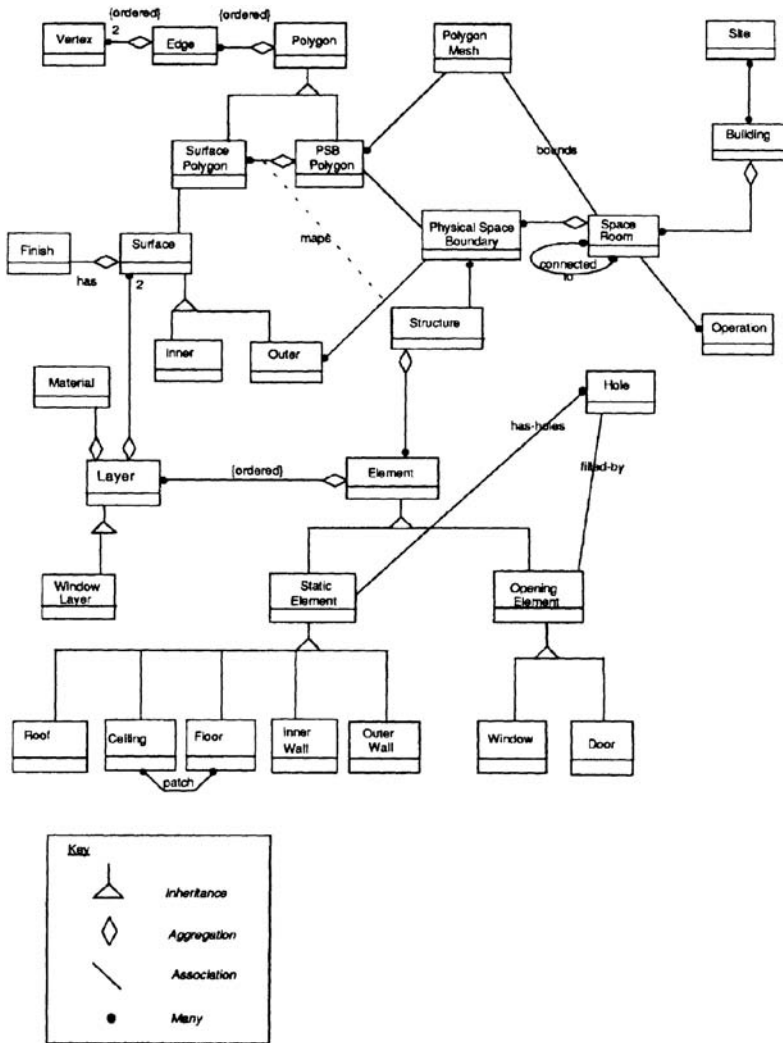 {ordered}
{ordered}
Vertex
2
Edge
Polygon
Polygon
Mesh
Site
Building
Surface
Polygon
PSB
Polygon
bounds
Physical Space
Boundary
Space
Room
maps
Finish
has
Surface
2
connected
to
Inner
Outer
Structure
Operation
Material
Hole
has-holes
Layer
{ordered}
Element
filled-by
Window
Layer
Static
Element
Opening
Element
Roof
Ceiling
Floor
Inner
Wall
Outer
Wall
Window
Door
patch
Key
Inheritance
Aggregation
Association
Many